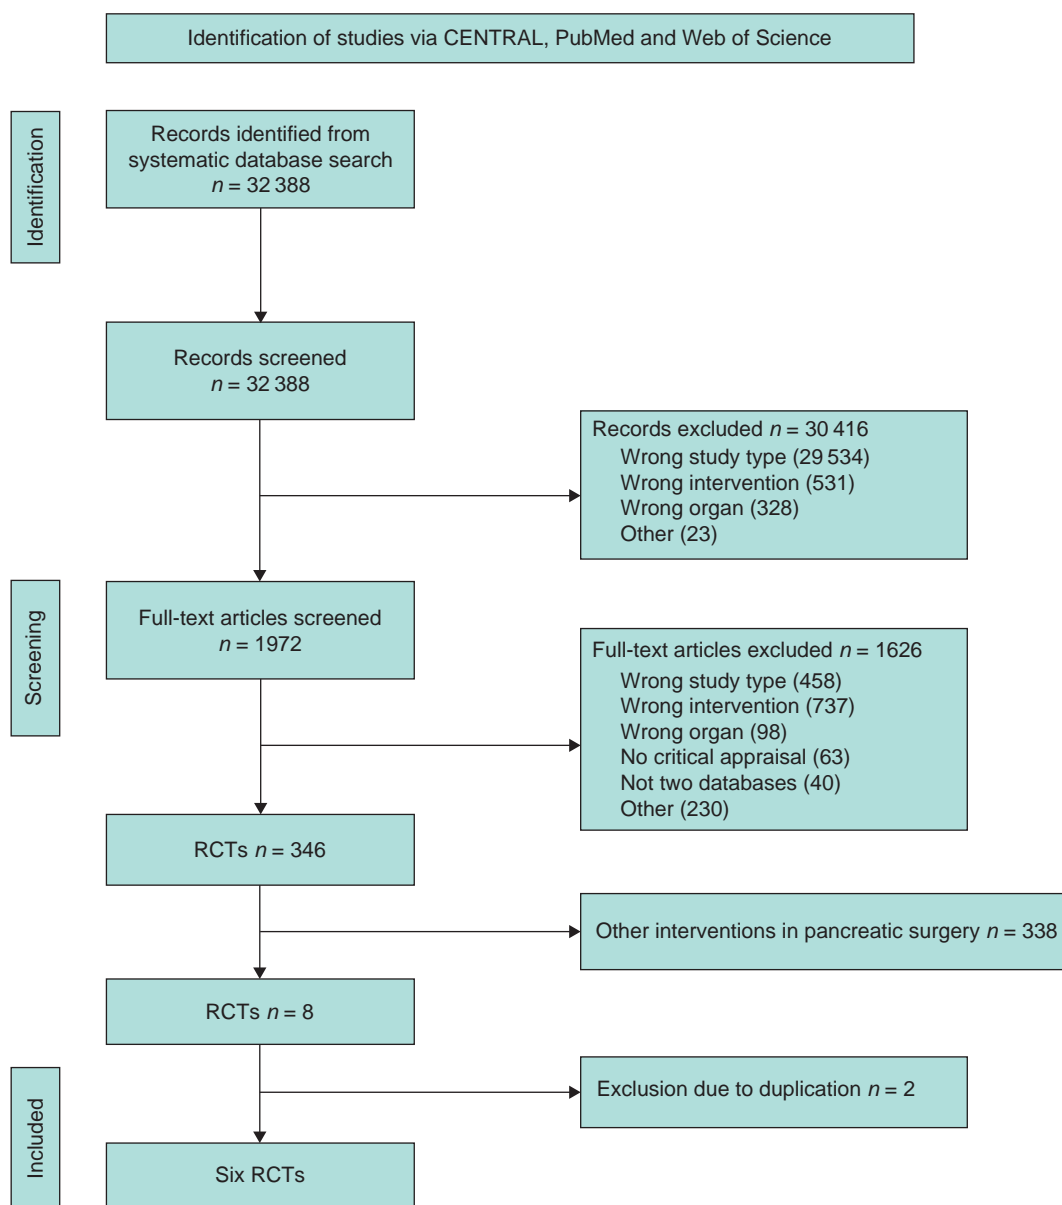 Identification of studies via CENTRAL, PubMed and Web of Science
Identification
Records identified from
systematic database search
n = 32 388
Records screened
n = 32 388
Records excluded n = 30 416
Wrong study type (29 534)
Wrong intervention (531)
Wrong organ (328)
Other (23)
Screening
Full-text articles screened
n = 1972
Full-text articles excluded n = 1626
Wrong study type (458)
Wrong intervention (737)
Wrong organ (98)
No critical appraisal (63)
Not two databases (40)
Other (230)
RCTs n = 346
Other interventions in pancreatic surgery n = 338
RCTs n = 8
Included
Exclusion due to duplication n = 2
Six RCTs